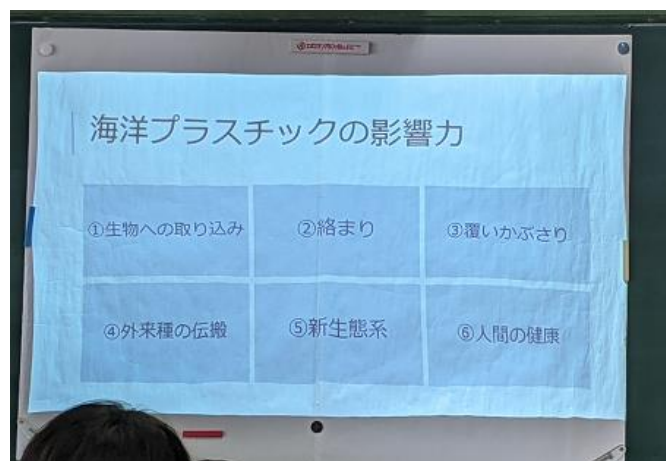 海洋プラスチックの影響力
①生物への取り込み
②絡まり
③覆いかぶさり
④外来種の伝搬
⑤新生態系
⑥人間の健康